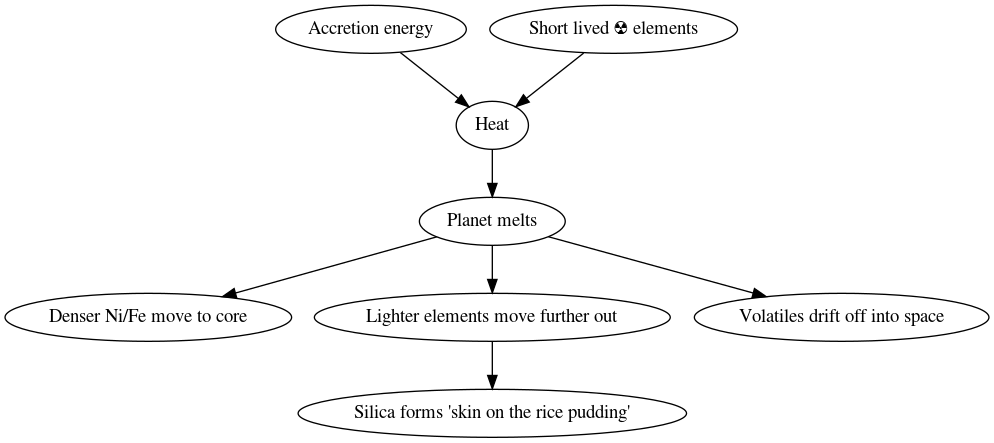 Accretion energy
Short lived ☢ elements
Heat
Planet melts
Denser Ni/Fe move to core
Lighter elements move further out
Volatiles drift off into space
Silica forms 'skin on the rice pudding'